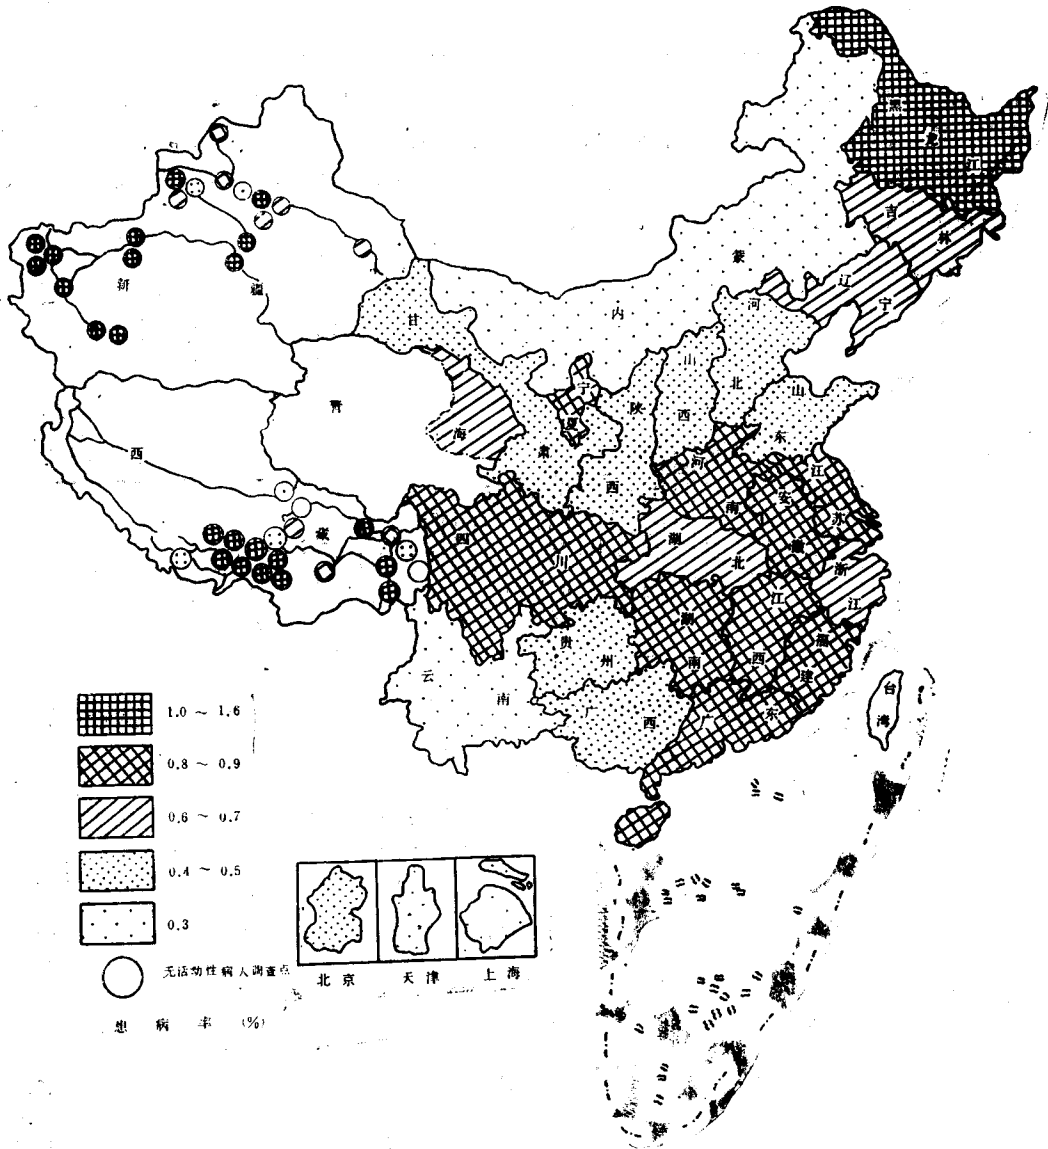 黑
龙
江
吉
林
辽
宁
内
蒙
新
疆
甘
肃
青
海
宁
夏
陕
西
山
西
河
北
山
东
河
南
江
苏
安
徽
浙
江
西
藏
四
川
湖
北
湖
南
江
西
福
建
贵
州
云
南
广
西
广
东
台
湾
1.0 ~ 1.6
0.8 ~ 0.9
0.6 ~ 0.7
0.4 ~ 0.5
0.3
无活动性病人调查点
患 病 率 (%)
北京
天津
上海